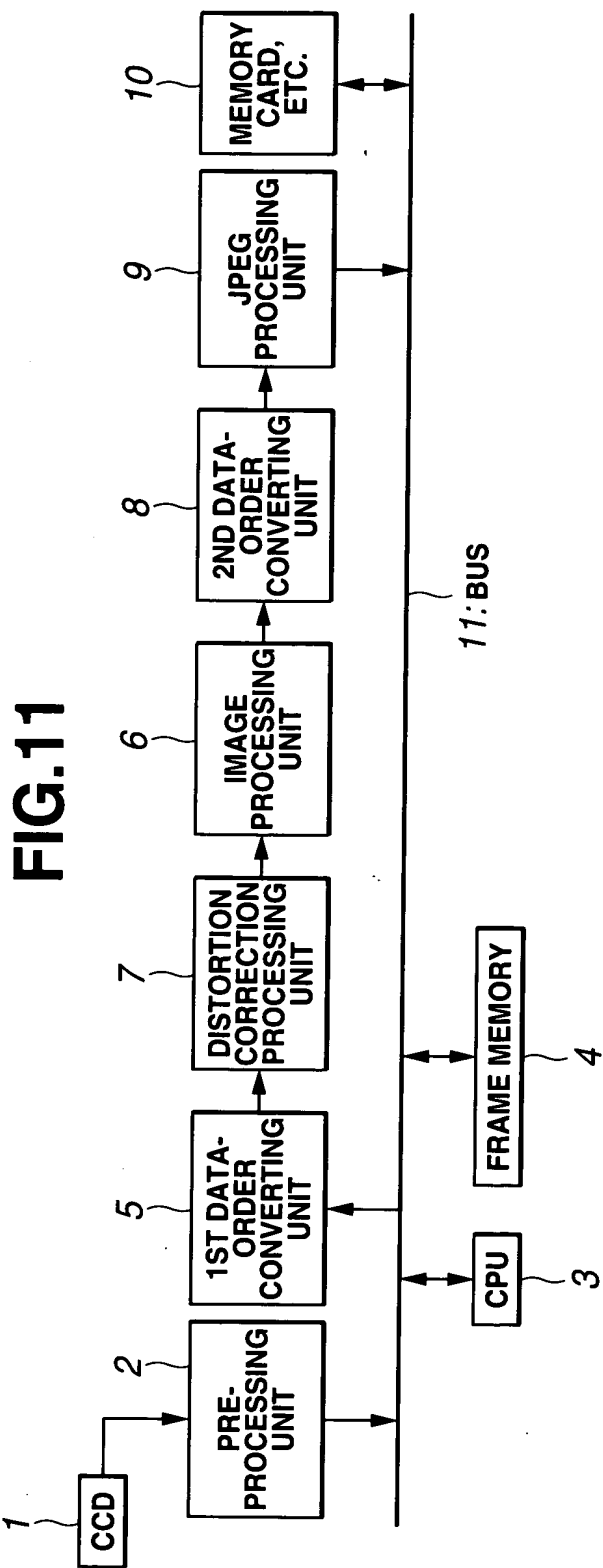 FIG.11
1
CCD
2
PRE-
PROCESSING
UNIT
5
1ST DATA-
ORDER
CONVERTING
UNIT
7
DISTORTION
CORRECTION
PROCESSING
UNIT
6
IMAGE
PROCESSING
UNIT
8
2ND DATA-
ORDER
CONVERTING
UNIT
9
JPEG
PROCESSING
UNIT
10
MEMORY
CARD,
ETC.
CPU
3
FRAME MEMORY
4
11: BUS